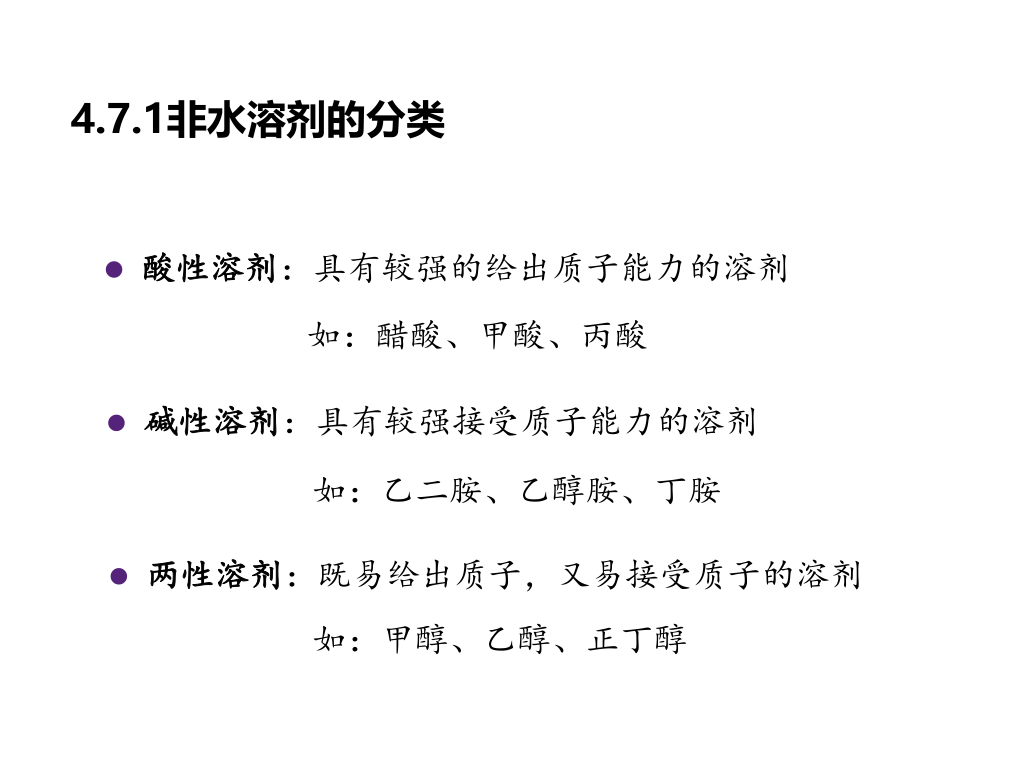 4.7.1非水溶剂的分类
● 酸性溶剂：具有较强的给出质子能力的溶剂
如：醋酸、甲酸、丙酸
● 碱性溶剂：具有较强接受质子能力的溶剂
如：乙二胺、乙醇胺、丁胺
● 两性溶剂：既易给出质子，又易接受质子的溶剂
如：甲醇、乙醇、正丁醇